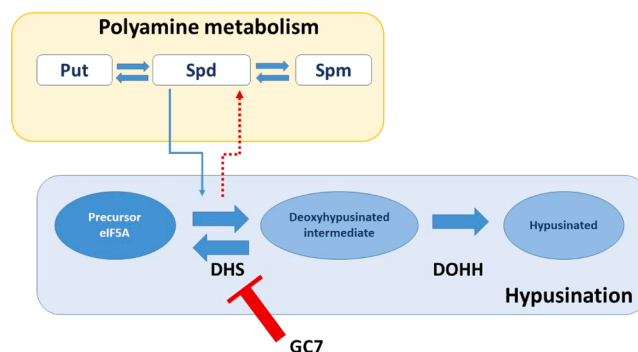 Polyamine metabolism
Put
Spd
Spm
Precursor
eIF5A
Deoxyhypusinated
intermediate
Hypusinated
DHS
DOHH
Hypusination
GC7